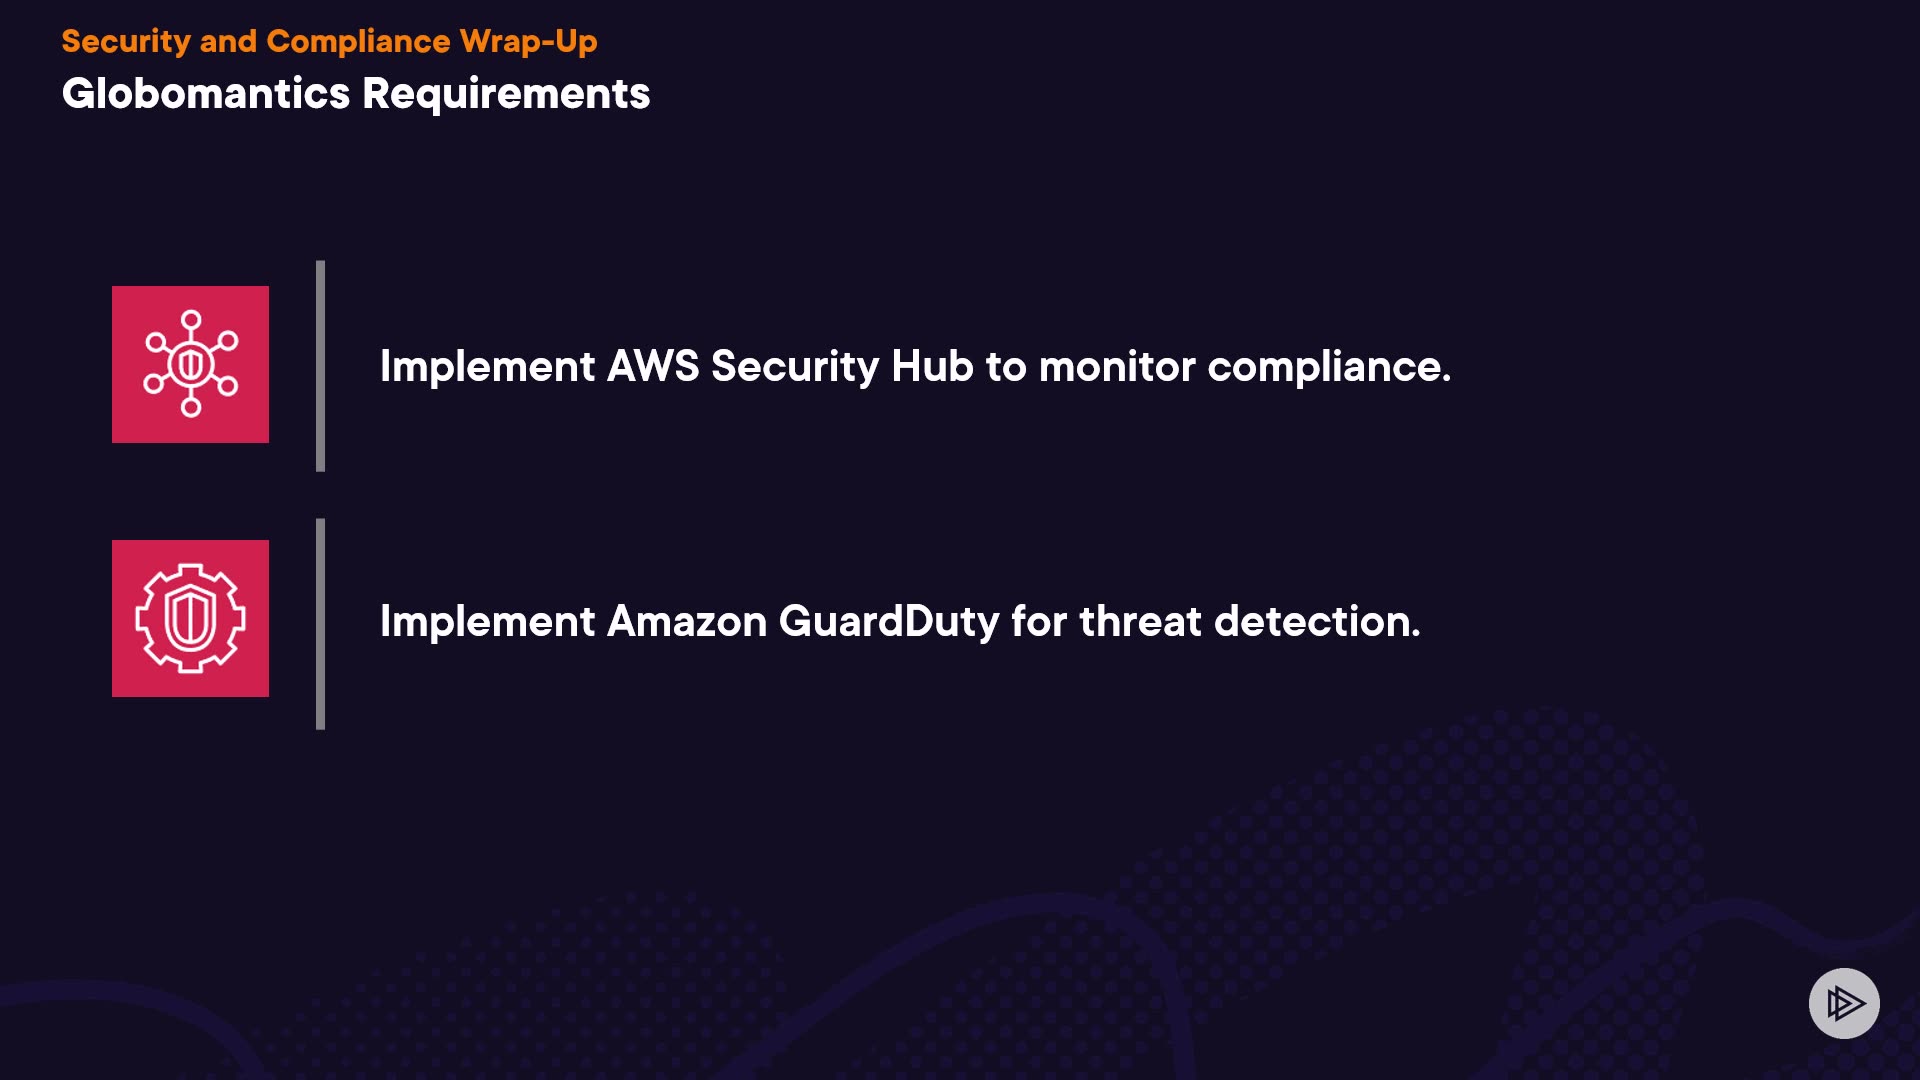 Security and Compliance Wrap-Up
Globomantics Requirements
Implement AWS Security Hub to monitor compliance.
Implement Amazon GuardDuty for threat detection.